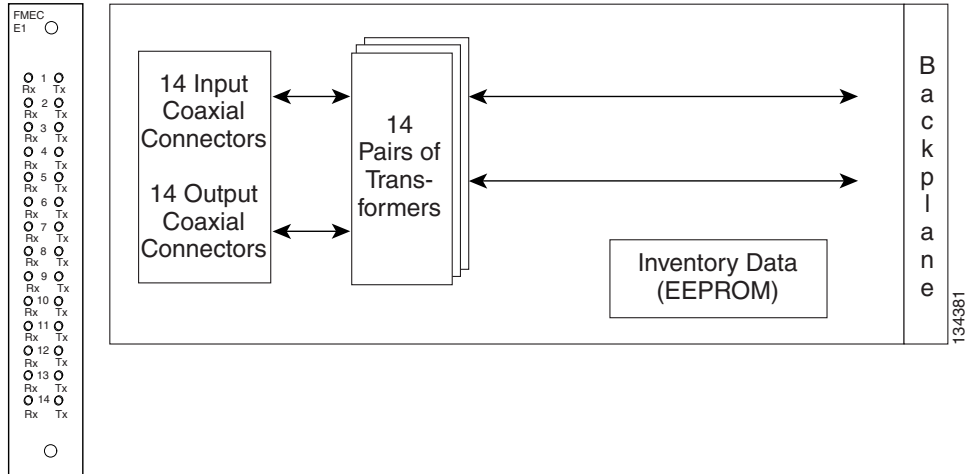 FMEC
E1
1
Rx Tx
2
Rx Tx
3
Rx Tx
4
Rx Tx
5
Rx Tx
6
Rx Tx
7
Rx Tx
8
Rx Tx
9
Rx Tx
10
Rx Tx
11
Rx Tx
12
Rx Tx
13
Rx Tx
14
Rx Tx
14 Input
Coaxial
Connectors
14 Output
Coaxial
Connectors
14
Pairs of
Trans-
formers
Inventory Data
(EEPROM)
Backplane
134381